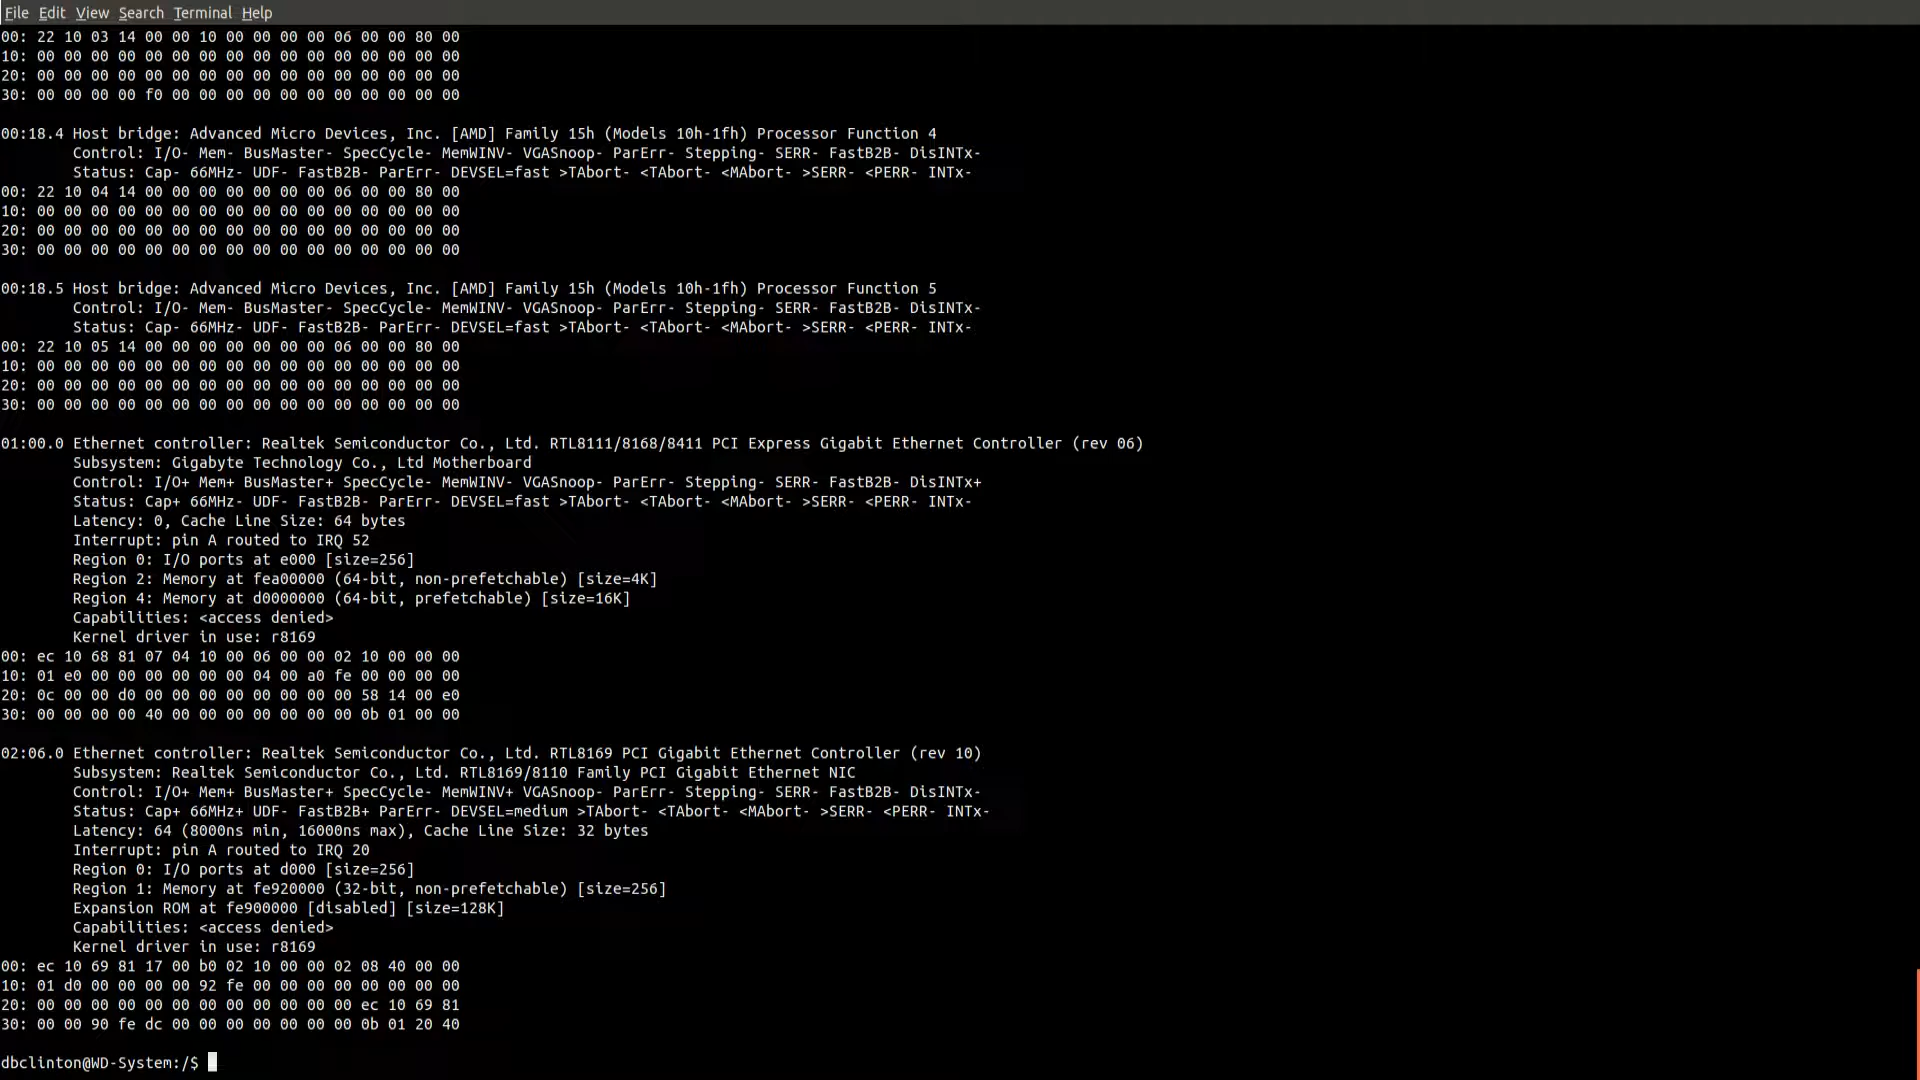 File Edit View Search Terminal Help
00: 22 10 03 14 00 00 10 00 00 00 00 06 00 00 80 00
10: 00 00 00 00 00 00 00 00 00 00 00 00 00 00 00 00
20: 00 00 00 00 00 00 00 00 00 00 00 00 00 00 00 00
30: 00 00 00 00 f0 00 00 00 00 00 00 00 00 00 00 00
00:18.4 Host bridge: Advanced Micro Devices, Inc. [AMD] Family 15h (Models 10h-1fh) Processor Function 4
Control: I/O- Mem- BusMaster- SpecCycle- MemWINV- VGASnoop- ParErr- Stepping- SERR- FastB2B- DisINTx-
Status: Cap- 66MHz- UDF- FastB2B- ParErr- DEVSEL=fast >TAbort- <TAbort- <MAbort- >SERR- <PERR- INTx-
00: 22 10 04 14 00 00 00 00 00 00 00 06 00 00 80 00
10: 00 00 00 00 00 00 00 00 00 00 00 00 00 00 00 00
20: 00 00 00 00 00 00 00 00 00 00 00 00 00 00 00 00
30: 00 00 00 00 00 00 00 00 00 00 00 00 00 00 00 00
00:18.5 Host bridge: Advanced Micro Devices, Inc. [AMD] Family 15h (Models 10h-1fh) Processor Function 5
Control: I/O- Mem- BusMaster- SpecCycle- MemWINV- VGASnoop- ParErr- Stepping- SERR- FastB2B- DisINTx-
Status: Cap- 66MHz- UDF- FastB2B- ParErr- DEVSEL=fast >TAbort- <TAbort- <MAbort- >SERR- <PERR- INTx-
00: 22 10 05 14 00 00 00 00 00 00 00 06 00 00 80 00
10: 00 00 00 00 00 00 00 00 00 00 00 00 00 00 00 00
20: 00 00 00 00 00 00 00 00 00 00 00 00 00 00 00 00
30: 00 00 00 00 00 00 00 00 00 00 00 00 00 00 00 00
01:00.0 Ethernet controller: Realtek Semiconductor Co., Ltd. RTL8111/8168/8411 PCI Express Gigabit Ethernet Controller (rev 06)
Subsystem: Gigabyte Technology Co., Ltd Motherboard
Control: I/O+ Mem+ BusMaster+ SpecCycle- MemWINV- VGASnoop- ParErr- Stepping- SERR- FastB2B- DisINTx+
Status: Cap+ 66MHz- UDF- FastB2B- ParErr- DEVSEL=fast >TAbort- <TAbort- <MAbort- >SERR- <PERR- INTx-
Latency: 0, Cache Line Size: 64 bytes
Interrupt: pin A routed to IRQ 52
Region 0: I/O ports at e000 [size=256]
Region 2: Memory at fea00000 (64-bit, non-prefetchable) [size=4K]
Region 4: Memory at d0000000 (64-bit, prefetchable) [size=16K]
Capabilities: <access denied>
Kernel driver in use: r8169
00: ec 10 68 81 07 04 10 00 06 00 00 02 10 00 00 00
10: 01 e0 00 00 00 00 00 00 04 00 a0 fe 00 00 00 00
20: 0c 00 00 d0 00 00 00 00 00 00 00 00 58 14 00 e0
30: 00 00 00 00 40 00 00 00 00 00 00 00 0b 01 00 00
02:06.0 Ethernet controller: Realtek Semiconductor Co., Ltd. RTL8169 PCI Gigabit Ethernet Controller (rev 10)
Subsystem: Realtek Semiconductor Co., Ltd. RTL8169/8110 Family PCI Gigabit Ethernet NIC
Control: I/O+ Mem+ BusMaster+ SpecCycle- MemWINV+ VGASnoop- ParErr- Stepping- SERR- FastB2B- DisINTx-
Status: Cap+ 66MHz+ UDF- FastB2B+ ParErr- DEVSEL=medium >TAbort- <TAbort- <MAbort- >SERR- <PERR- INTx-
Latency: 64 (8000ns min, 16000ns max), Cache Line Size: 32 bytes
Interrupt: pin A routed to IRQ 20
Region 0: I/O ports at d000 [size=256]
Region 1: Memory at fe920000 (32-bit, non-prefetchable) [size=256]
Expansion ROM at fe900000 [disabled] [size=128K]
Capabilities: <access denied>
Kernel driver in use: r8169
00: ec 10 69 81 17 00 b0 02 10 00 00 02 08 40 00 00
10: 01 d0 00 00 00 00 92 fe 00 00 00 00 00 00 00 00
20: 00 00 00 00 00 00 00 00 00 00 00 00 ec 10 69 81
30: 00 00 90 fe dc 00 00 00 00 00 00 00 0b 01 20 40
dbclinton@WD-System:/$